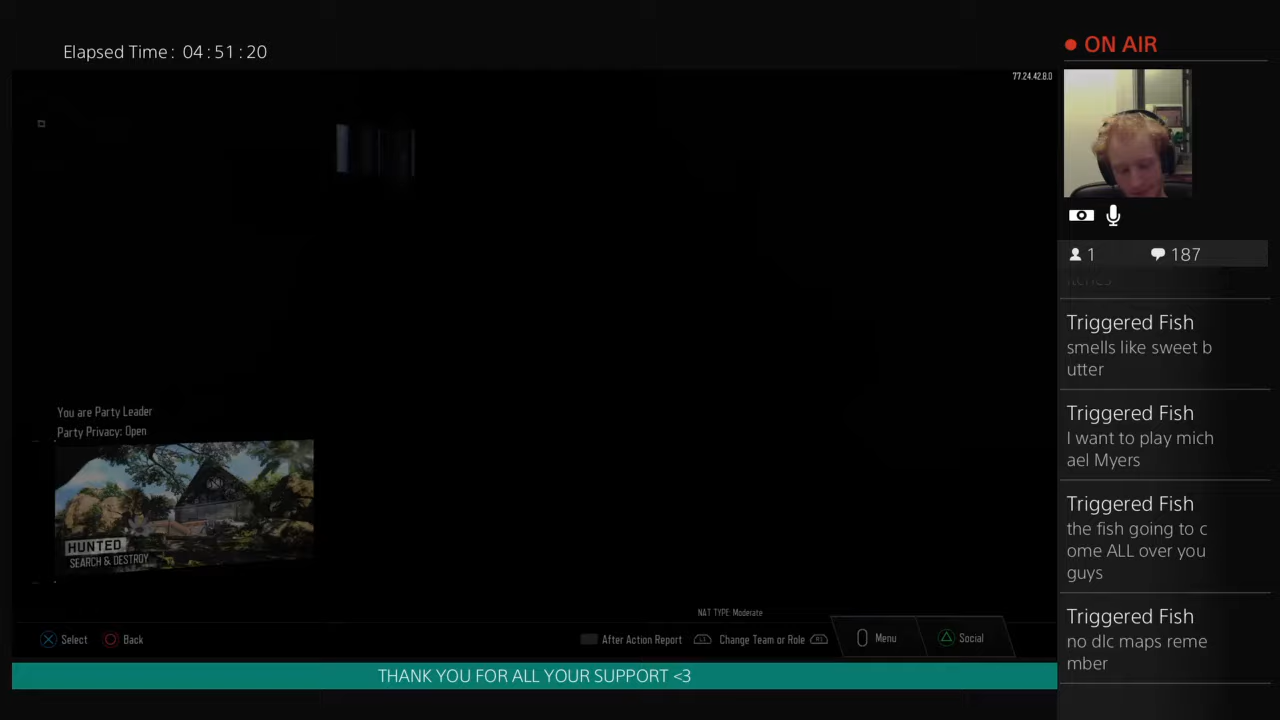 Elapsed Time: 04:51:20
ON AIR
77.24.42.8.0
1 187
Triggered Fish
smells like sweet b
utter
Triggered Fish
I want to play mich
ael Myers
Triggered Fish
the fish going to c
ome ALL over you
guys
Triggered Fish
no dlc maps reme
mber
You are Party Leader
Party Privacy: Open
HUNTED
SEARCH & DESTROY
NAT TYPE: Moderate
Select Back After Action Report L1 Change Team or Role R1 Menu Social
THANK YOU FOR ALL YOUR SUPPORT <3